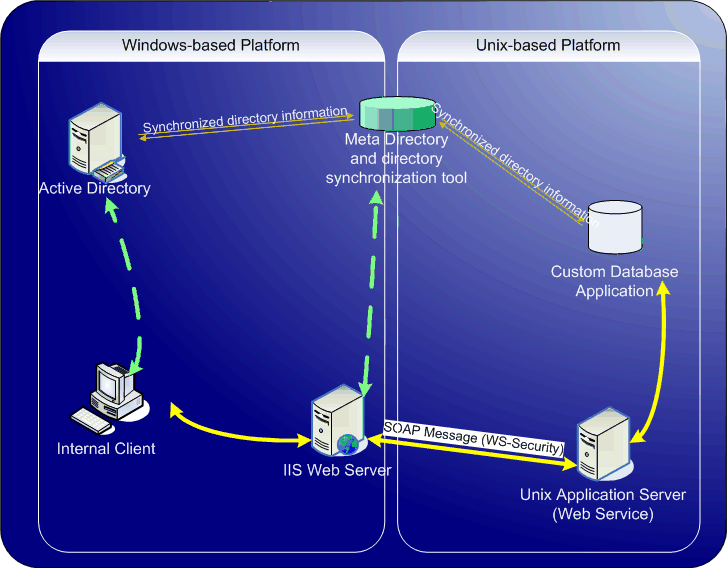 Windows-based Platform
Unix-based Platform
Synchronized directory information
Synchronized directory information
Meta Directory
and directory
synchronization tool
Active Directory
Custom Database
Application
SOAP Message (WS-Security)
Internal Client
IIS Web Server
Unix Application Server
(Web Service)